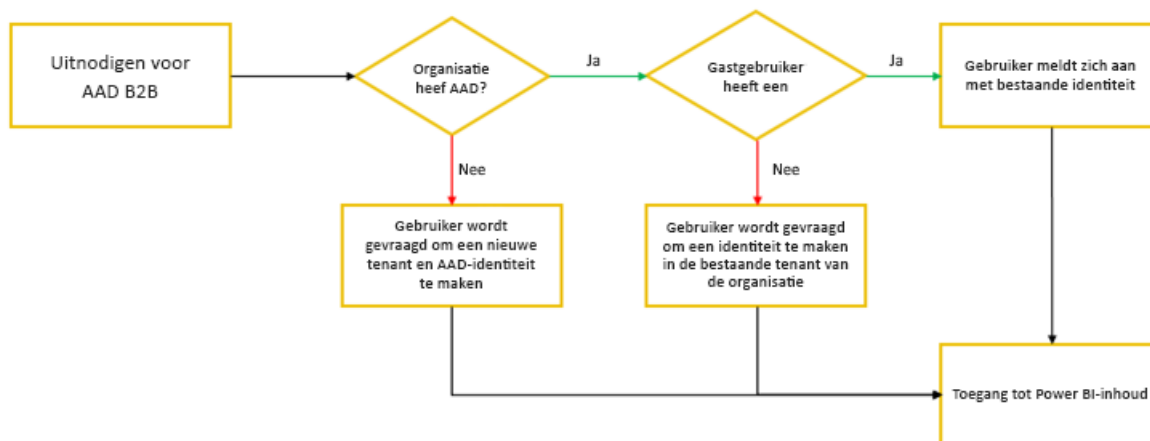 Uitnodigen voor
AAD B2B
Organisatie
heef AAD?
Ja
Gastgebruiker
heeft een
Ja
Gebruiker meldt zich aan
met bestaande identiteit
Nee
Nee
Gebruiker wordt
gevraagd om een nieuwe
tenant en AAD-identiteit
te maken
Gebruiker wordt gevraagd
om een identiteit te maken
in de bestaande tenant van
de organisatie
Toegang tot Power BI-inhoud